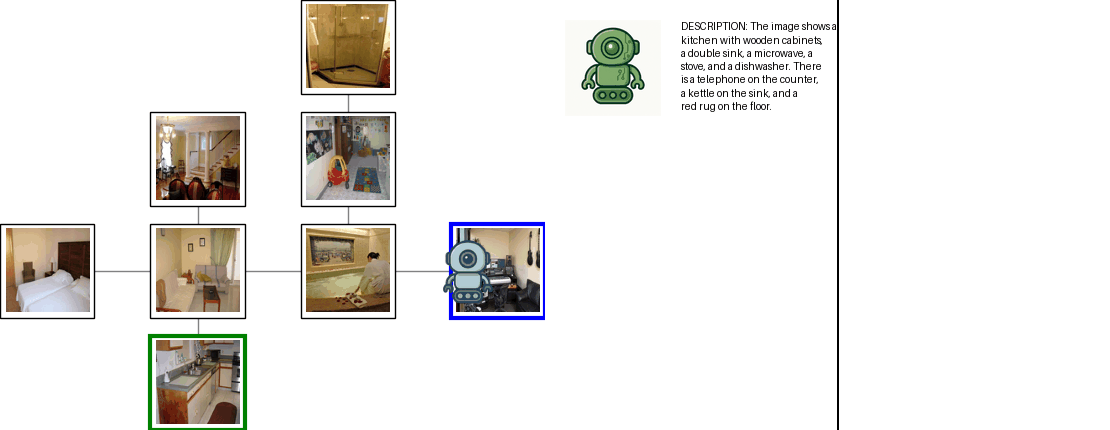 DESCRIPTION: The image shows a
kitchen with wooden cabinets,
a double sink, a microwave, a
stove, and a dishwasher. There
is a telephone on the counter,
a kettle on the sink, and a
red rug on the floor.